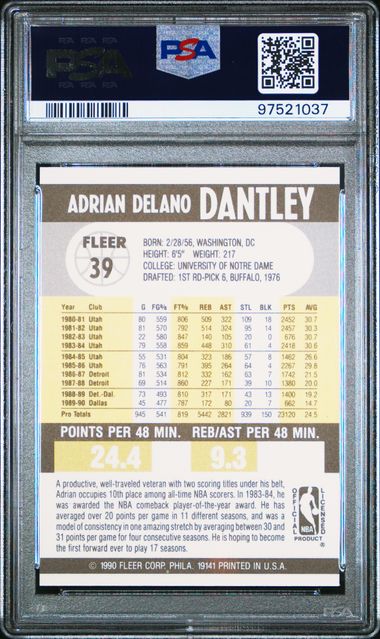 PSA
PSA
97521037
ADRIAN DELANO DANTLEY
FLEER
39
BORN: 2/28/56, WASHINGTON, DC
HEIGHT: 6'5" WEIGHT: 217
COLLEGE: UNIVERSITY OF NOTRE DAME
DRAFTED: 1ST RD-PICK 6, BUFFALO, 1976
Year Club G FG% FT% REB AST STL BLK PTS AVG
1980-81 Utah 80 559 806 509 322 109 18 2452 30.7
1981-82 Utah 81 570 792 514 324 95 14 2457 30.3
1982-83 Utah 22 580 847 140 105 20 0 676 30.7
1983-84 Utah 79 558 859 448 310 61 4 2418 30.6
1984-85 Utah 55 531 804 323 186 57 8 1462 26.6
1985-86 Utah 76 563 791 395 264 64 4 2267 29.8
1986-87 Detroit 81 534 812 332 162 63 7 1742 21.5
1987-88 Detroit 69 514 860 227 171 39 10 1380 20.0
1988-89 Det.-Dal. 73 493 810 317 171 43 13 1400 19.2
1989-90 Dallas 45 477 787 172 80 20 7 662 14.7
Pro Totals 945 541 819 5442 2821 939 150 23120 24.5
POINTS PER 48 MIN. REB/AST PER 48 MIN.
24.4 9.3
A productive, well-traveled veteran with two scoring titles under his belt,
Adrian occupies 10th place among all-time NBA scorers. In 1983-84, he
was awarded the NBA comeback player-of-the-year award. He has
averaged over 20 points per game in 11 different seasons, and was a
model of consistency in one amazing stretch by averaging between 30 and
31 points per game for four consecutive seasons. He is hoping to become
the first forward ever to play 17 seasons.
OFFICIAL LICENSED
NBA
PRODUCT
© 1990 FLEER CORP., PHILA. 19141 PRINTED IN U.S.A.